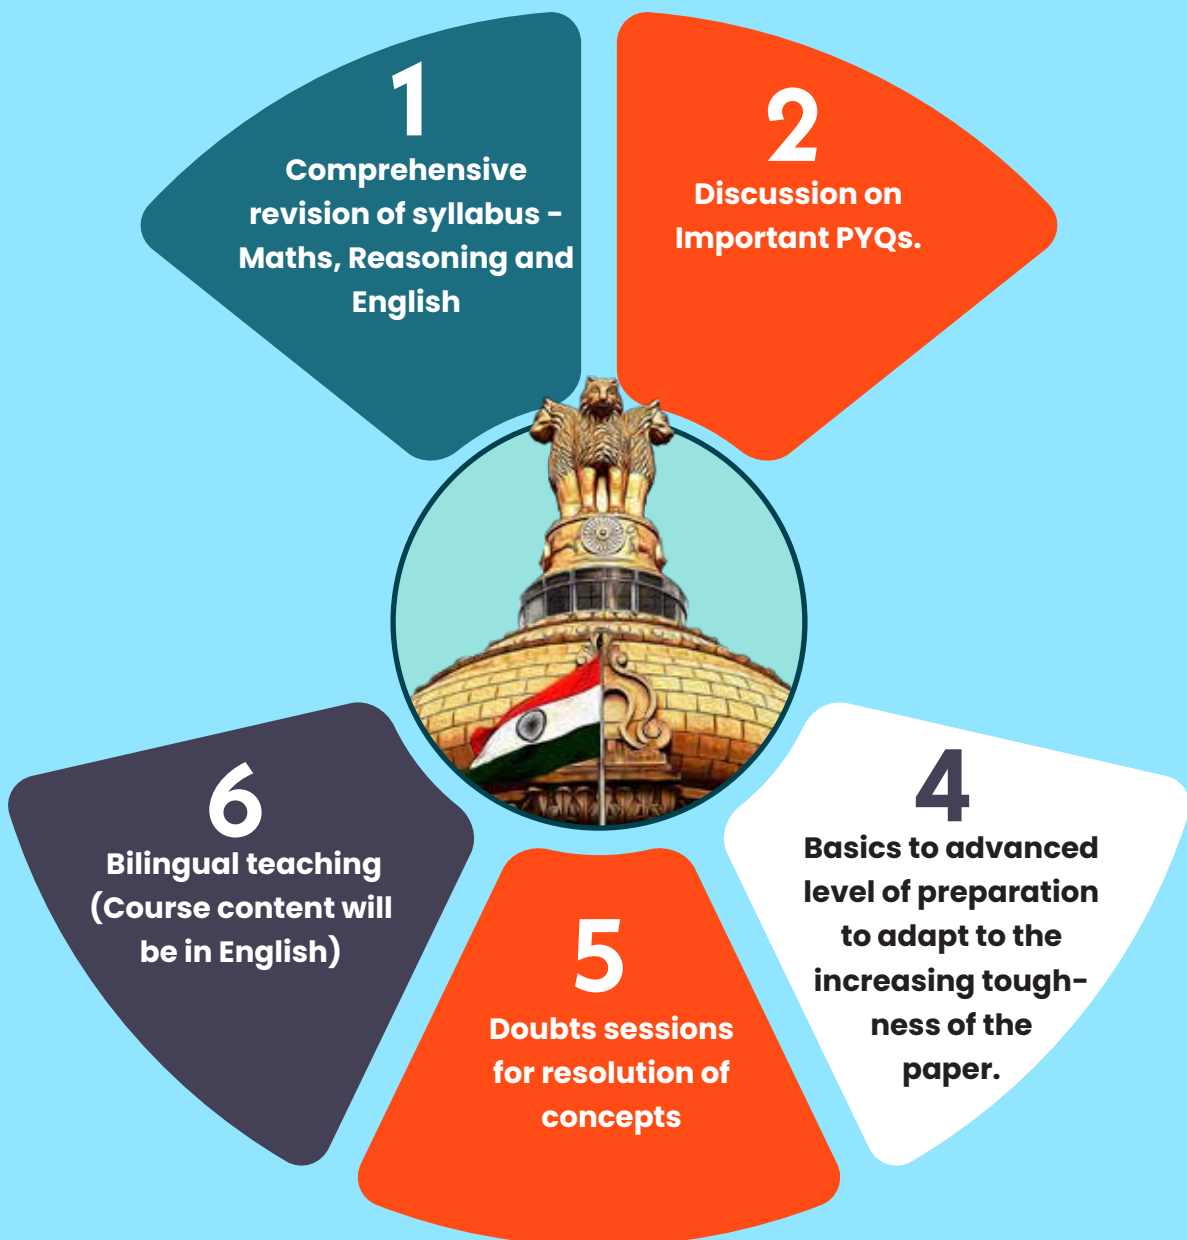 1
Comprehensive
revision of syllabus -
Maths, Reasoning and
English
2
Discussion on
Important PYQs.
4
Basics to advanced
level of preparation
to adapt to the
increasing tough-
ness of the
paper.
5
Doubts sessions
for resolution of
concepts
6
Bilingual teaching
(Course content will
be in English)